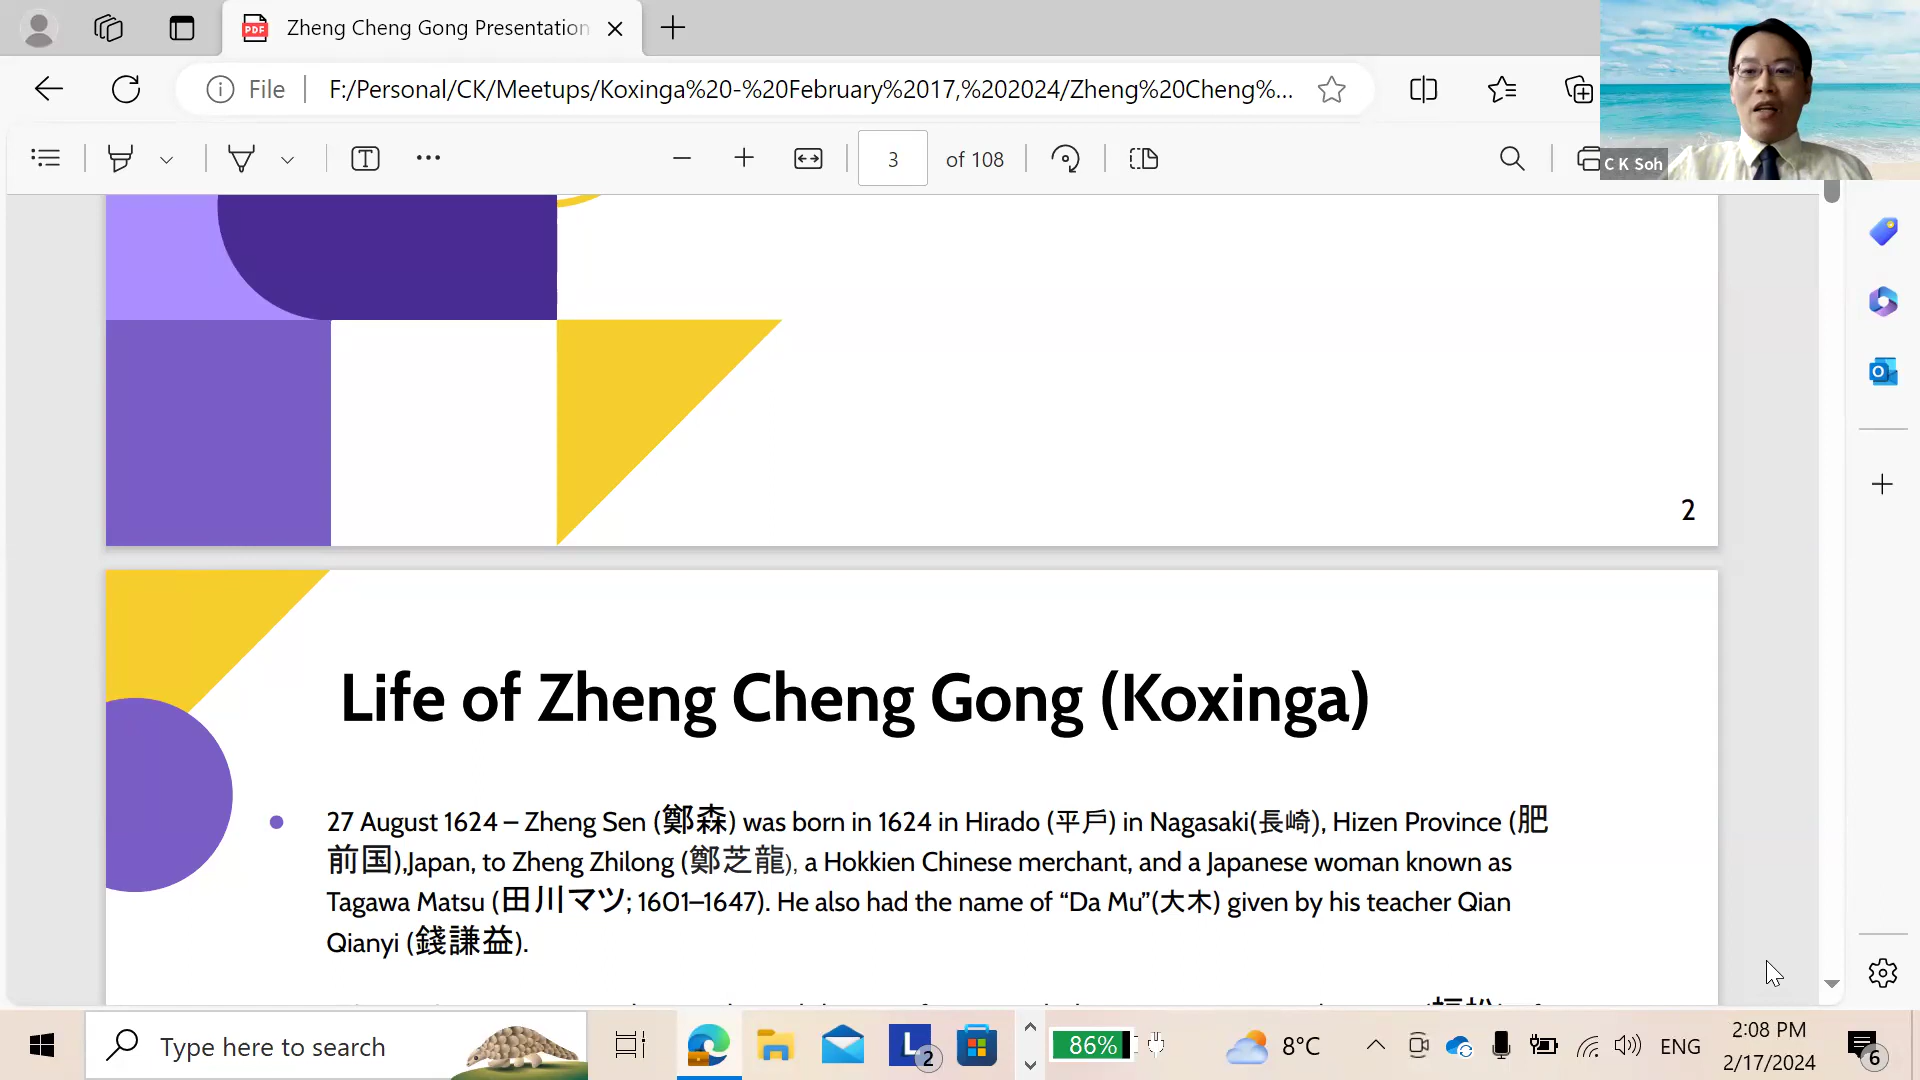 PDF Zheng Cheng Gong Presentation
File F:/Personal/CK/Meetups/Koxinga%20-%20February%2017,%202024/Zheng%20Cheng%...
3 of 108
C K Soh
2
Life of Zheng Cheng Gong (Koxinga)
27 August 1624 – Zheng Sen (鄭森) was born in 1624 in Hirado (平戶) in Nagasaki(長崎), Hizen Province (肥
前国),Japan, to Zheng Zhilong (鄭芝龍), a Hokkien Chinese merchant, and a Japanese woman known as
Tagawa Matsu (田川マツ; 1601–1647). He also had the name of “Da Mu”(大木) given by his teacher Qian
Qianyi (錢謙益).
Type here to search
L 2
86%
8°C
ENG
2:08 PM
2/17/2024
6